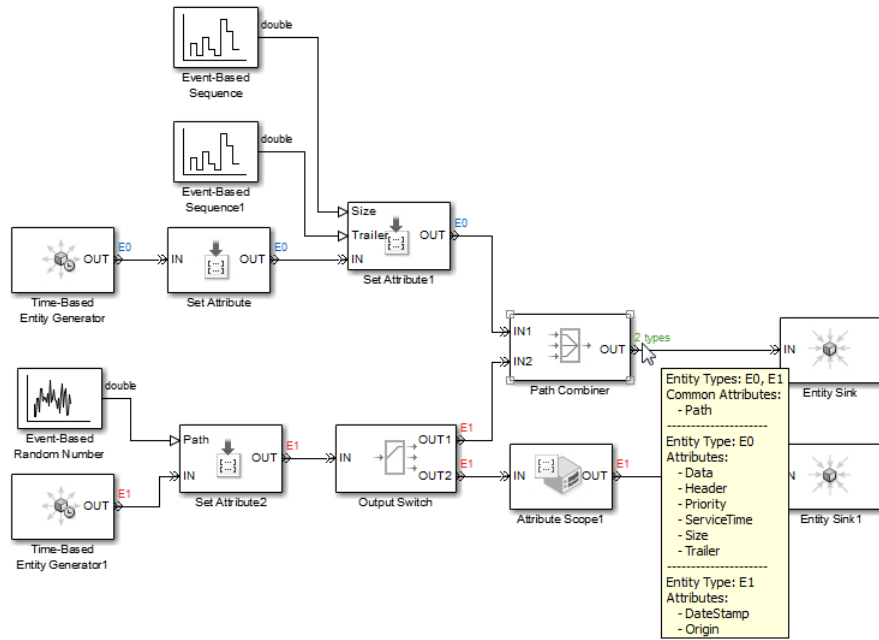 double
Event-Based
Sequence
double
Event-Based
Sequence1
Size
Trailer
IN
OUT
E0
Set Attribute1
OUT
E0
Time-Based
Entity Generator
IN
OUT
E0
Set Attribute
IN1
IN2
OUT
2 types
Path Combiner
IN
Entity Sink
double
Event-Based
Random Number
Path
IN
OUT
E1
Set Attribute2
OUT
E1
Time-Based
Entity Generator1
IN
OUT1
E1
OUT2
E1
Output Switch
IN
OUT
E1
Attribute Scope1
IN
Entity Sink1
Entity Types: E0, E1
Common Attributes:
- Path
----------------------
Entity Type: E0
Attributes:
- Data
- Header
- Priority
- ServiceTime
- Size
- Trailer
----------------------
Entity Type: E1
Attributes:
- DateStamp
- Origin